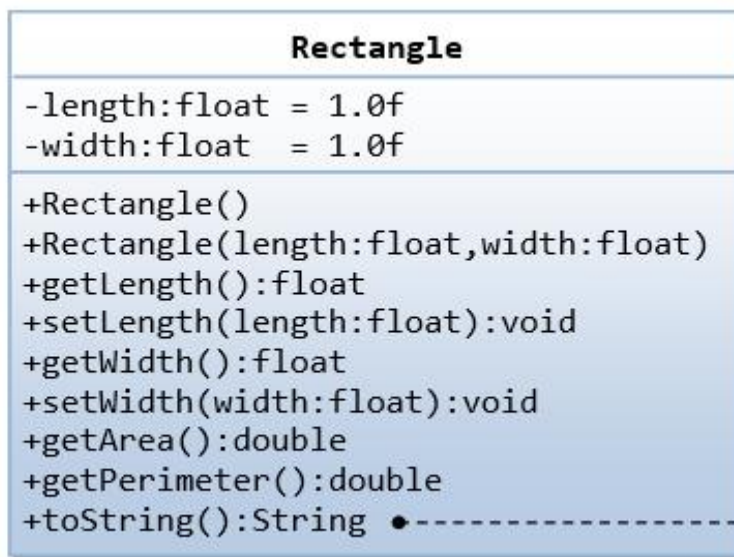 Rectangle
-length:float = 1.0f
-width:float  = 1.0f
+Rectangle()
+Rectangle(length:float,width:float)
+getLength():float
+setLength(length:float):void
+getWidth():float
+setWidth(width:float):void
+getArea():double
+getPerimeter():double
+toString():String